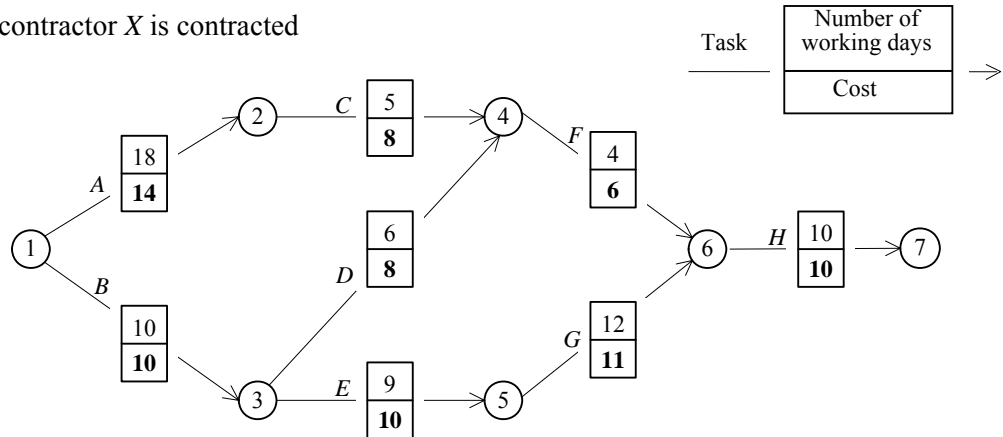 contractor X is contracted
Task
Number of
working days
Cost
1
A
18
14
2
C
5
8
4
F
4
6
D
6
8
6
H
10
10
7
B
10
10
3
E
9
10
5
G
12
11